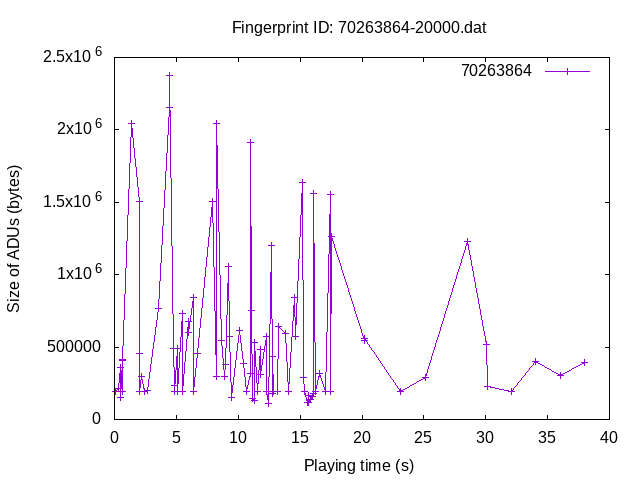 Fingerprint ID: 70263864-20000.dat
2.5x10^6
70263864
2x10^6
1.5x10^6
1x10^6
500000
0
Size of ADUs (bytes)
0 5 10 15 20 25 30 35 40
Playing time (s)